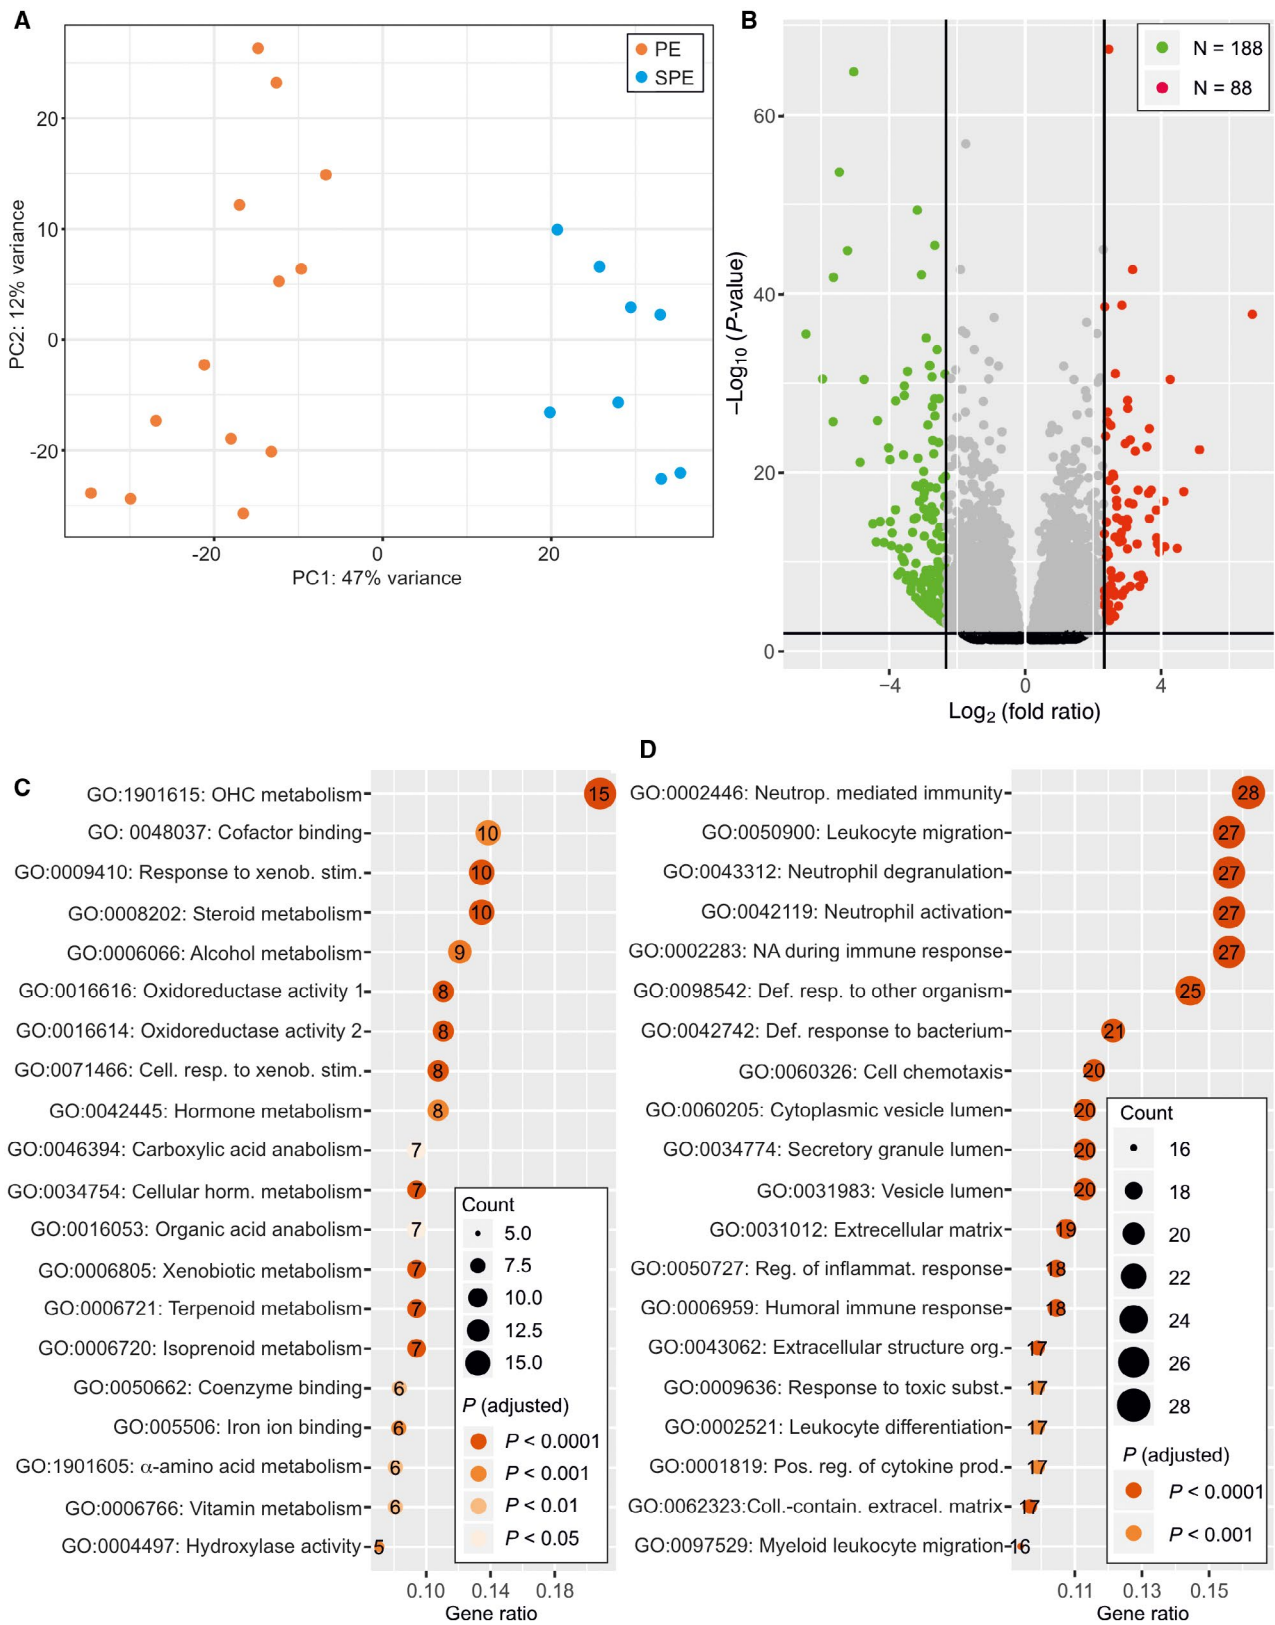 A
PE
SPE
20
10
0
-20
-20
0
20
PC2: 12% variance
PC1: 47% variance
B
N = 188
N = 88
60
40
20
0
−4
0
4
−Log10 (P-value)
Log2 (fold ratio)
C
GO:1901615: OHC metabolism
15
GO: 0048037: Cofactor binding
10
GO:0009410: Response to xenob. stim.
10
GO:0008202: Steroid metabolism
10
GO:0006066: Alcohol metabolism
9
GO:0016616: Oxidoreductase activity 1
8
GO:0016614: Oxidoreductase activity 2
8
GO:0071466: Cell. resp. to xenob. stim.
8
GO:0042445: Hormone metabolism
8
GO:0046394: Carboxylic acid anabolism
7
GO:0034754: Cellular horm. metabolism
7
GO:0016053: Organic acid anabolism
7
GO:0006805: Xenobiotic metabolism
7
GO:0006721: Terpenoid metabolism
7
GO:0006720: Isoprenoid metabolism
7
GO:0050662: Coenzyme binding
6
GO:005506: Iron ion binding
6
GO:1901605: α-amino acid metabolism
6
GO:0006766: Vitamin metabolism
6
GO:0004497: Hydroxylase activity
5
Count
5.0
7.5
10.0
12.5
15.0
P (adjusted)
P < 0.0001
P < 0.001
P < 0.01
P < 0.05
0.10
0.14
0.18
Gene ratio
D
GO:0002446: Neutrop. mediated immunity
28
GO:0050900: Leukocyte migration
27
GO:0043312: Neutrophil degranulation
27
GO:0042119: Neutrophil activation
27
GO:0002283: NA during immune response
27
GO:0098542: Def. resp. to other organism
25
GO:0042742: Def. response to bacterium
21
GO:0060326: Cell chemotaxis
20
GO:0060205: Cytoplasmic vesicle lumen
20
GO:0034774: Secretory granule lumen
20
GO:0031983: Vesicle lumen
20
GO:0031012: Extrecellular matrix
19
GO:0050727: Reg. of inflammat. response
18
GO:0006959: Humoral immune response
18
GO:0043062: Extracellular structure org.
17
GO:0009636: Response to toxic subst.
17
GO:0002521: Leukocyte differentiation
17
GO:0001819: Pos. reg. of cytokine prod.
17
GO:0062323:Coll.-contain. extracel. matrix
17
GO:0097529: Myeloid leukocyte migration
16
Count
16
18
20
22
24
26
28
P (adjusted)
P < 0.0001
P < 0.001
0.11
0.13
0.15
Gene ratio